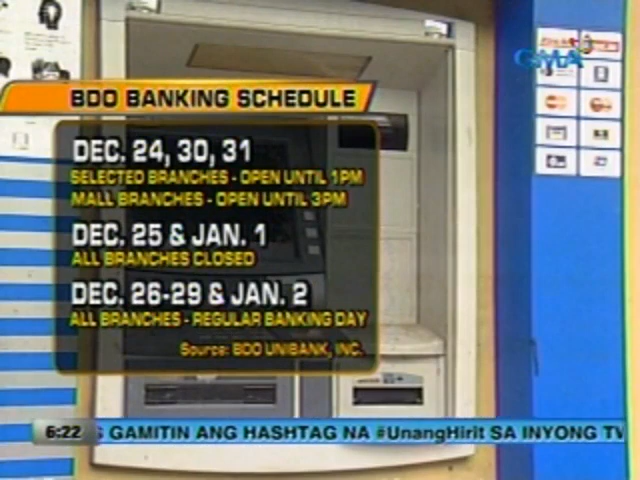 GMA
BDO BANKING SCHEDULE
DEC. 24, 30, 31
SELECTED BRANCHES - OPEN UNTIL 1PM
MALL BRANCHES - OPEN UNTIL 3PM
DEC. 25 & JAN. 1
ALL BRANCHES CLOSED
DEC. 26-29 & JAN. 2
ALL BRANCHES - REGULAR BANKING DAY
Source: BDO UNIBANK, INC.
6:22
GAMITIN ANG HASHTAG NA #UnangHirit SA INYONG TV